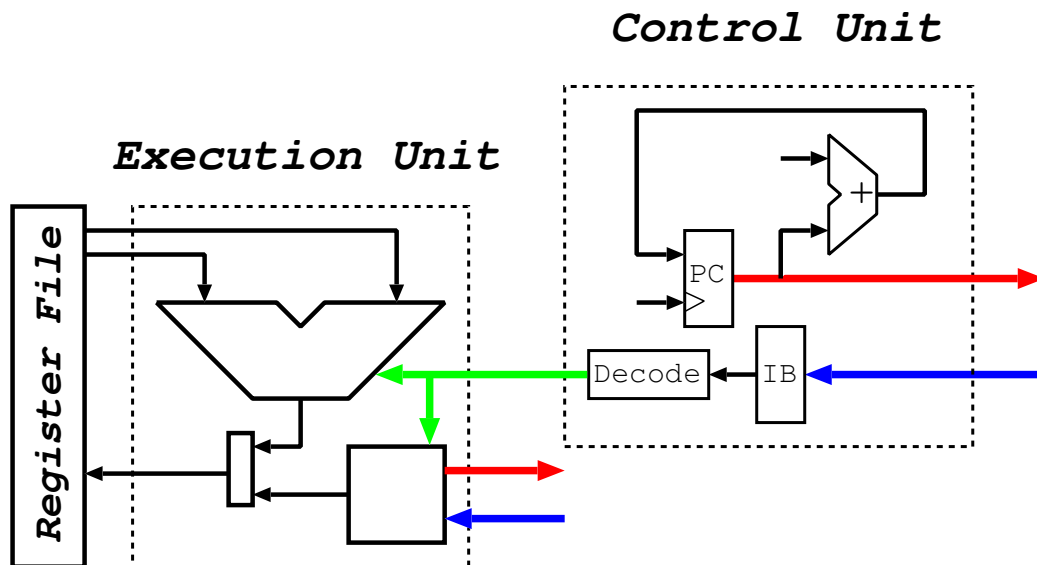 Control Unit
Execution Unit
Register File
+
PC
Decode
IB